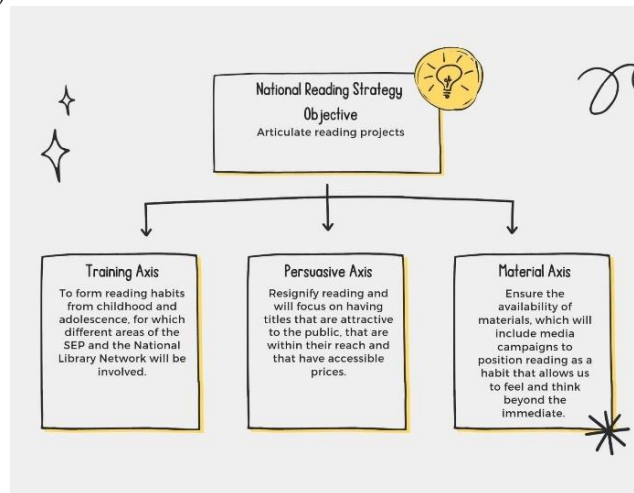 National Reading Strategy
Objective
Articulate reading projects
Training Axis
To form reading habits
from childhood and
adolescence, for which
different areas of the
SEP and the National
Library Network will be
involved.
Persuasive Axis
Resignify reading and
will focus on having
titles that are attractive
to the public, that are
within their reach and
that have accessible
prices.
Material Axis
Ensure the
availability of
materials, which will
include media
campaigns to
position reading as a
habit that allows us
to feel and think
beyond the
immediate.